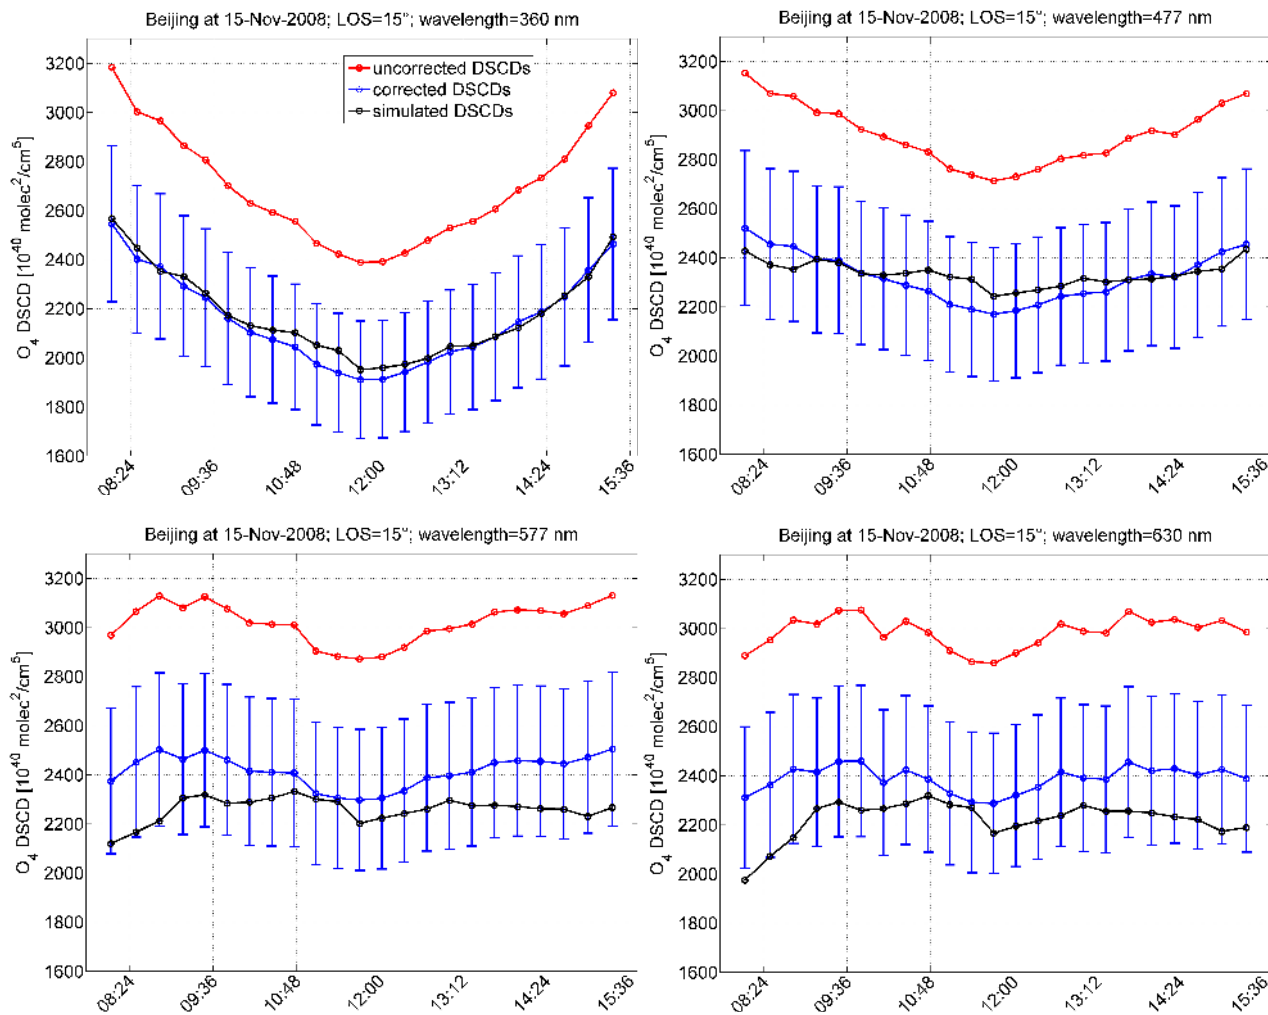 Beijing at 15-Nov-2008; LOS=15°; wavelength=360 nm
3200
3000
2800
2600
2400
2200
2000
1800
1600
O4 DSCD [10^40 molec^2/cm^5]
uncorrected DSCDs
corrected DSCDs
simulated DSCDs
08:24 09:36 10:48 12:00 13:12 14:24 15:36
Beijing at 15-Nov-2008; LOS=15°; wavelength=477 nm
3200
3000
2800
2600
2400
2200
2000
1800
1600
O4 DSCD [10^40 molec^2/cm^5]
08:24 09:36 10:48 12:00 13:12 14:24 15:36
Beijing at 15-Nov-2008; LOS=15°; wavelength=577 nm
3200
3000
2800
2600
2400
2200
2000
1800
1600
O4 DSCD [10^40 molec^2/cm^5]
08:24 09:36 10:48 12:00 13:12 14:24 15:36
Beijing at 15-Nov-2008; LOS=15°; wavelength=630 nm
3200
3000
2800
2600
2400
2200
2000
1800
1600
O4 DSCD [10^40 molec^2/cm^5]
08:24 09:36 10:48 12:00 13:12 14:24 15:36